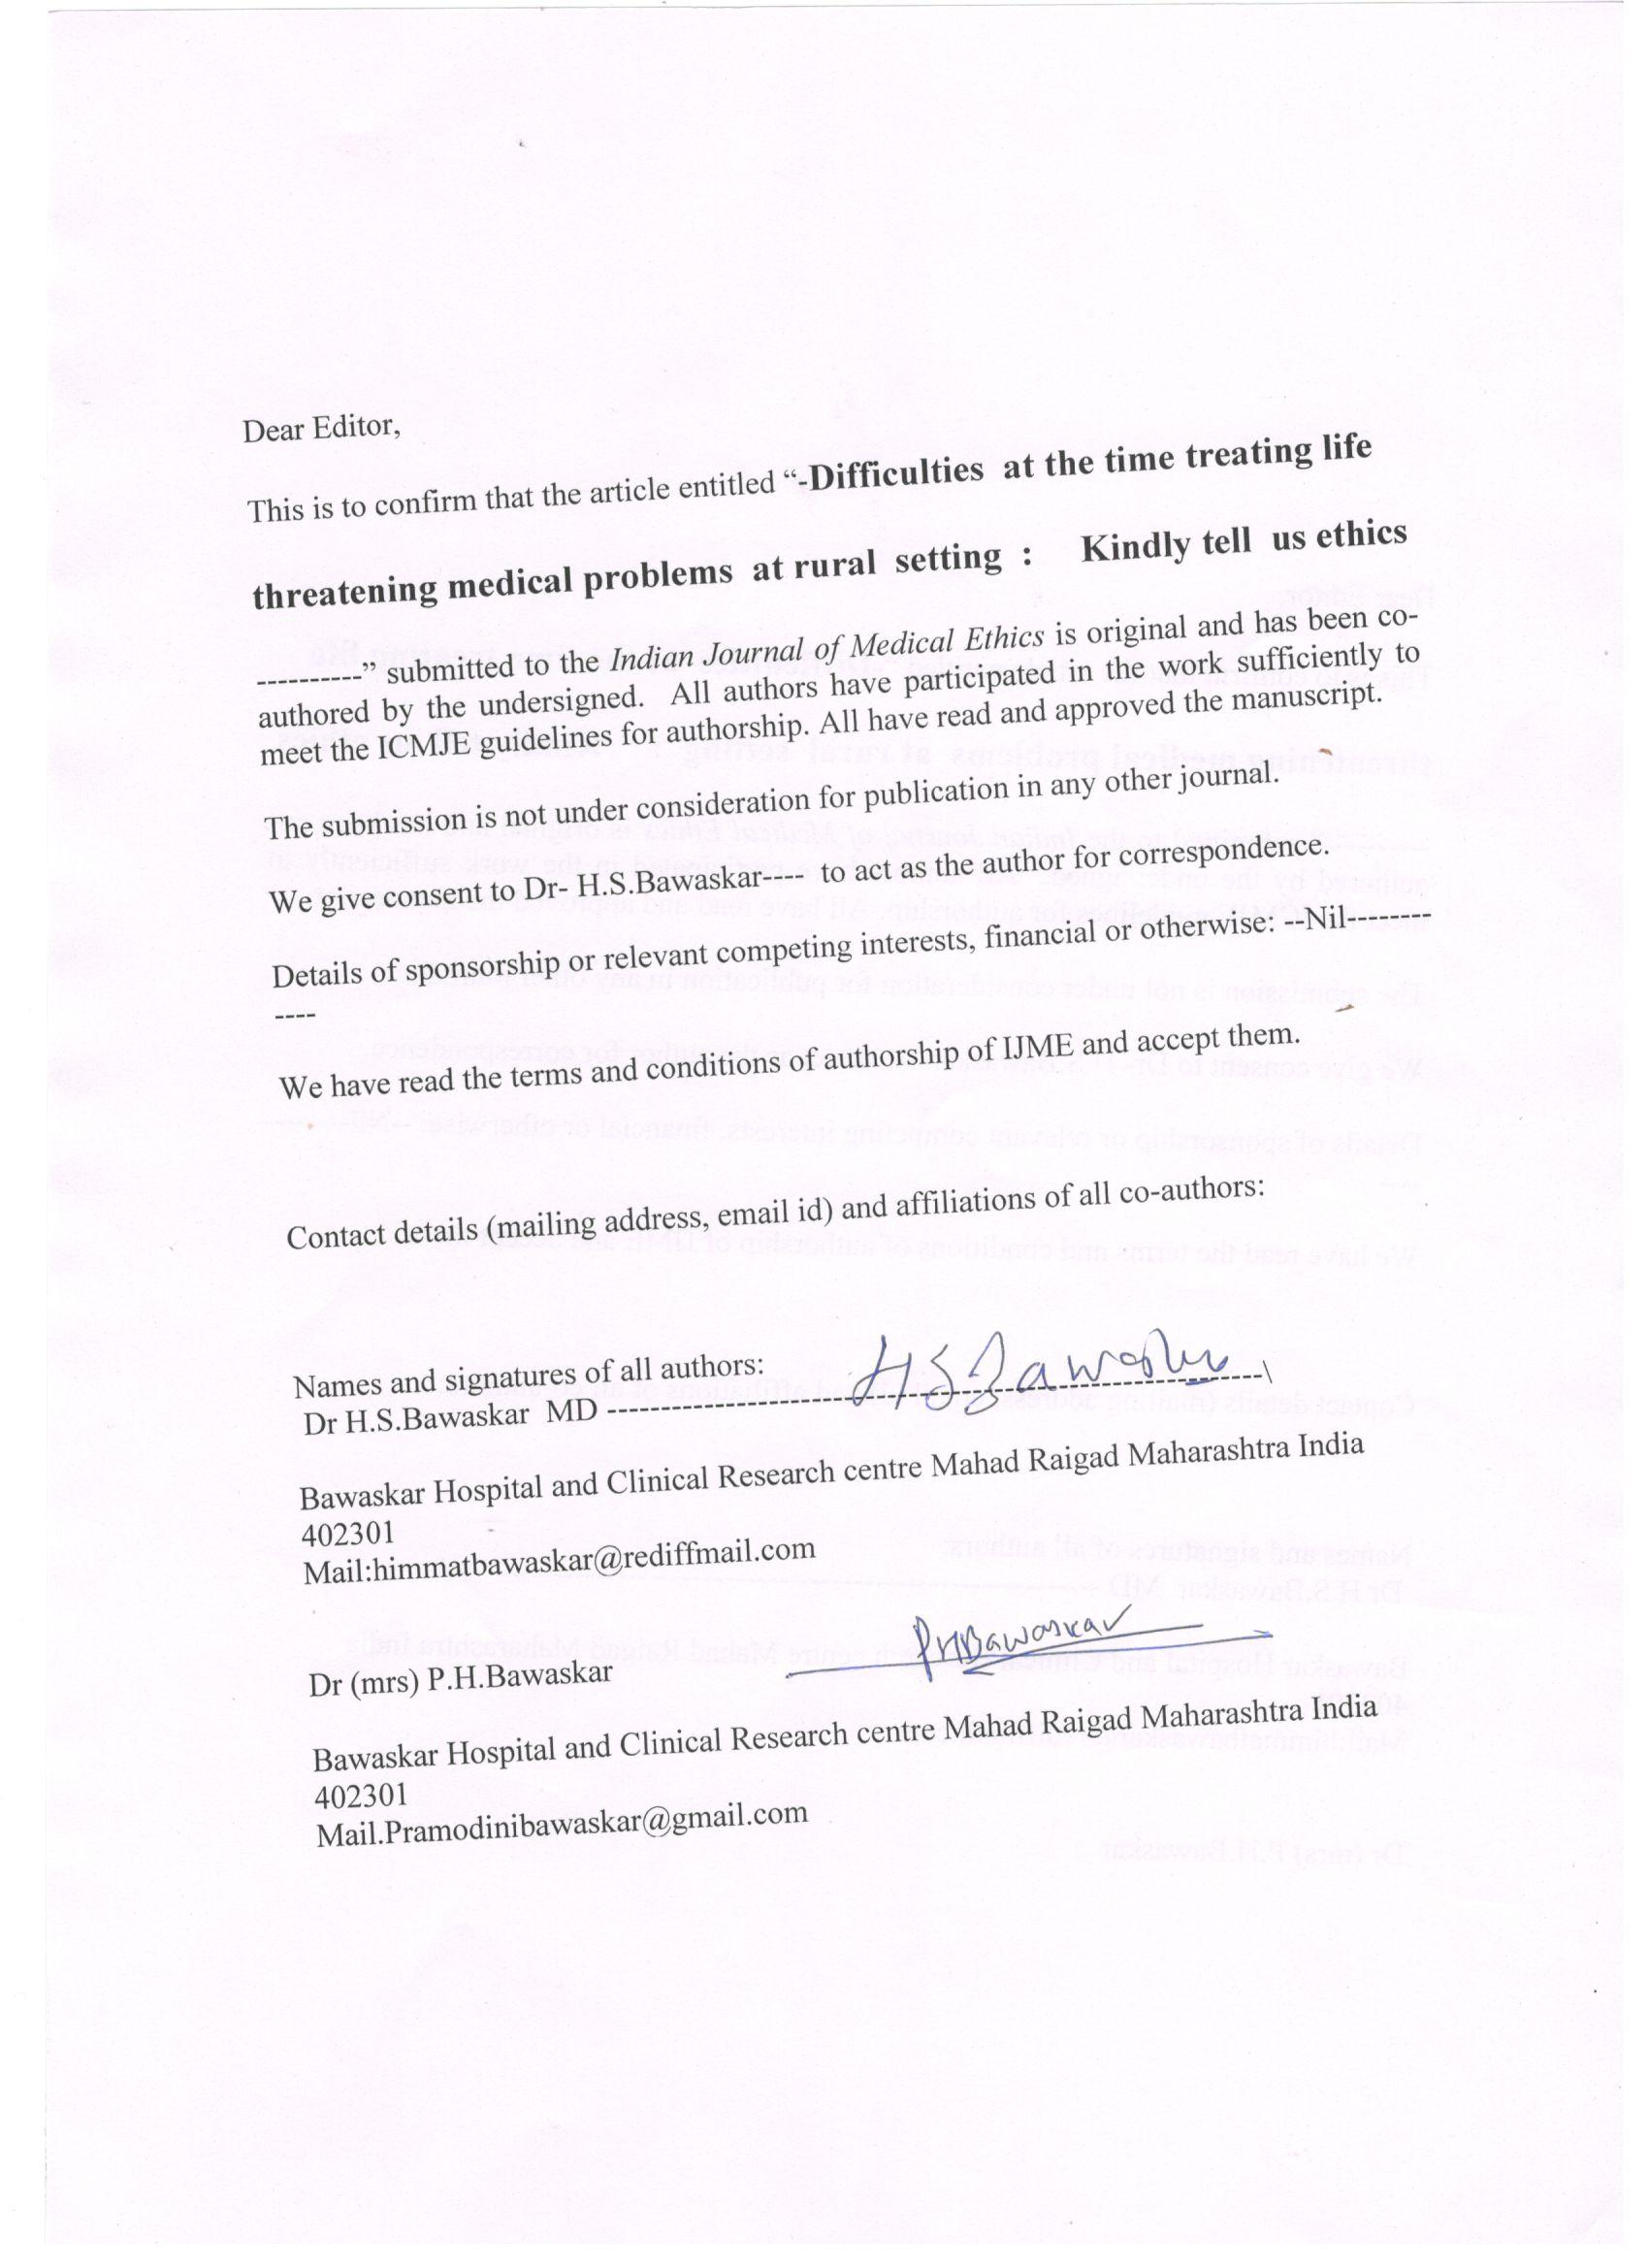 Dear Editor,
This is to confirm that the article entitled “-Difficulties at the time treating life
threatening medical problems at rural setting : Kindly tell us ethics
----------” submitted to the Indian Journal of Medical Ethics is original and has been co-
authored by the undersigned. All authors have participated in the work sufficiently to
meet the ICMJE guidelines for authorship. All have read and approved the manuscript.
The submission is not under consideration for publication in any other journal.
We give consent to Dr- H.S.Bawaskar---- to act as the author for correspondence.
Details of sponsorship or relevant competing interests, financial or otherwise: --Nil--------
----
We have read the terms and conditions of authorship of IJME and accept them.
Contact details (mailing address, email id) and affiliations of all co-authors:
Names and signatures of all authors:
HSBawaskar
Dr H.S.Bawaskar MD -------------------------------------------------\
Bawaskar Hospital and Clinical Research centre Mahad Raigad Maharashtra India
402301
Mail:himmatbawaskar@rediffmail.com
PHBawaskar
Dr (mrs) P.H.Bawaskar
Bawaskar Hospital and Clinical Research centre Mahad Raigad Maharashtra India
402301
Mail.Pramodinibawaskar@gmail.com